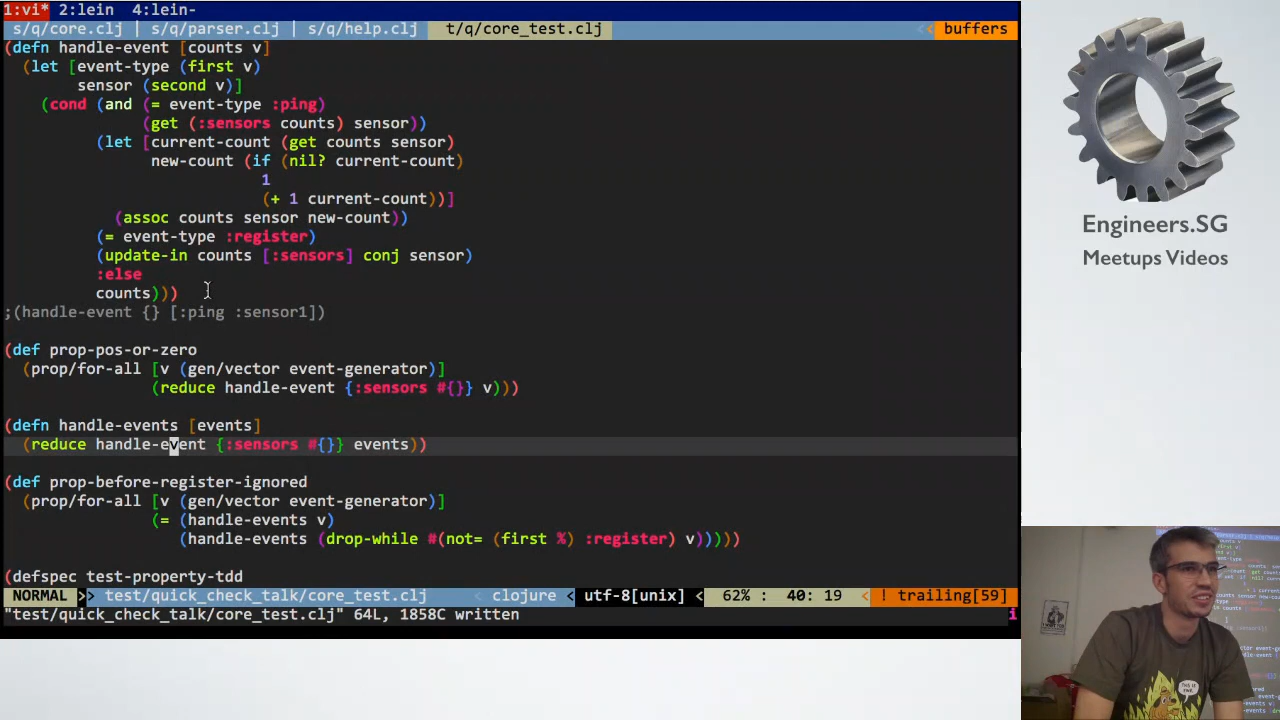 1:vi* 2:lein 4:lein-
s/q/core.clj | s/q/parser.clj | s/q/help.clj t/q/core_test.clj < buffers
(defn handle-event [counts v]
  (let [event-type (first v)
        sensor (second v)]
    (cond (and (= event-type :ping)
               (get (:sensors counts) sensor))
          (let [current-count (get counts sensor)
                new-count (if (nil? current-count)
                            1
                            (+ 1 current-count))]
            (assoc counts sensor new-count))
          (= event-type :register)
          (update-in counts [:sensors] conj sensor)
          :else
          counts)))
;(handle-event {} [:ping :sensor1])
(def prop-pos-or-zero
  (prop/for-all [v (gen/vector event-generator)]
                (reduce handle-event {:sensors #{}} v)))
(defn handle-events [events]
  (reduce handle-event {:sensors #{}} events))
(def prop-before-register-ignored
  (prop/for-all [v (gen/vector event-generator)]
                (= (handle-events v)
                   (handle-events (drop-while #(not= (first %) :register) v)))))
(defspec test-property-tdd
NORMAL >> test/quick_check_talk/core_test.clj < clojure < utf-8[unix] < 62% : 40: 19 < ! trailing[59]
"test/quick_check_talk/core_test.clj" 64L, 1858C written
Engineers.SG
Meetups Videos
THIS IS FINE.